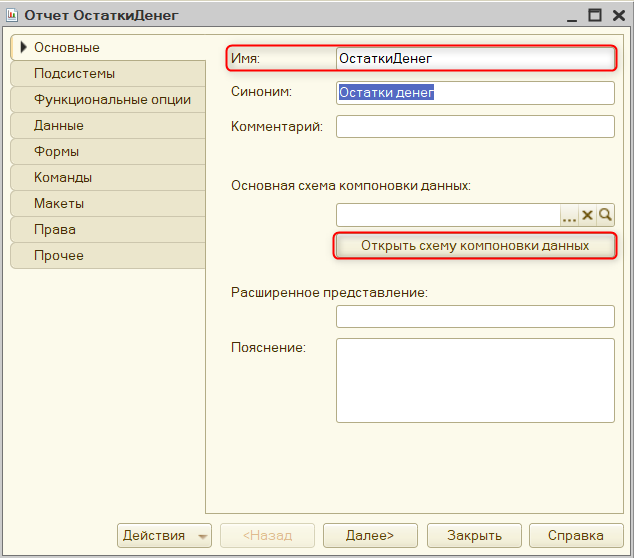 Отчет ОстаткиДенег
Основные
Подсистемы
Функциональные опции
Данные
Формы
Команды
Макеты
Права
Прочее
Имя: ОстаткиДенег
Синоним: Остатки денег
Комментарий:
Основная схема компоновки данных:
...
Открыть схему компоновки данных
Расширенное представление:
Пояснение:
Действия <Назад Далее> Закрыть Справка